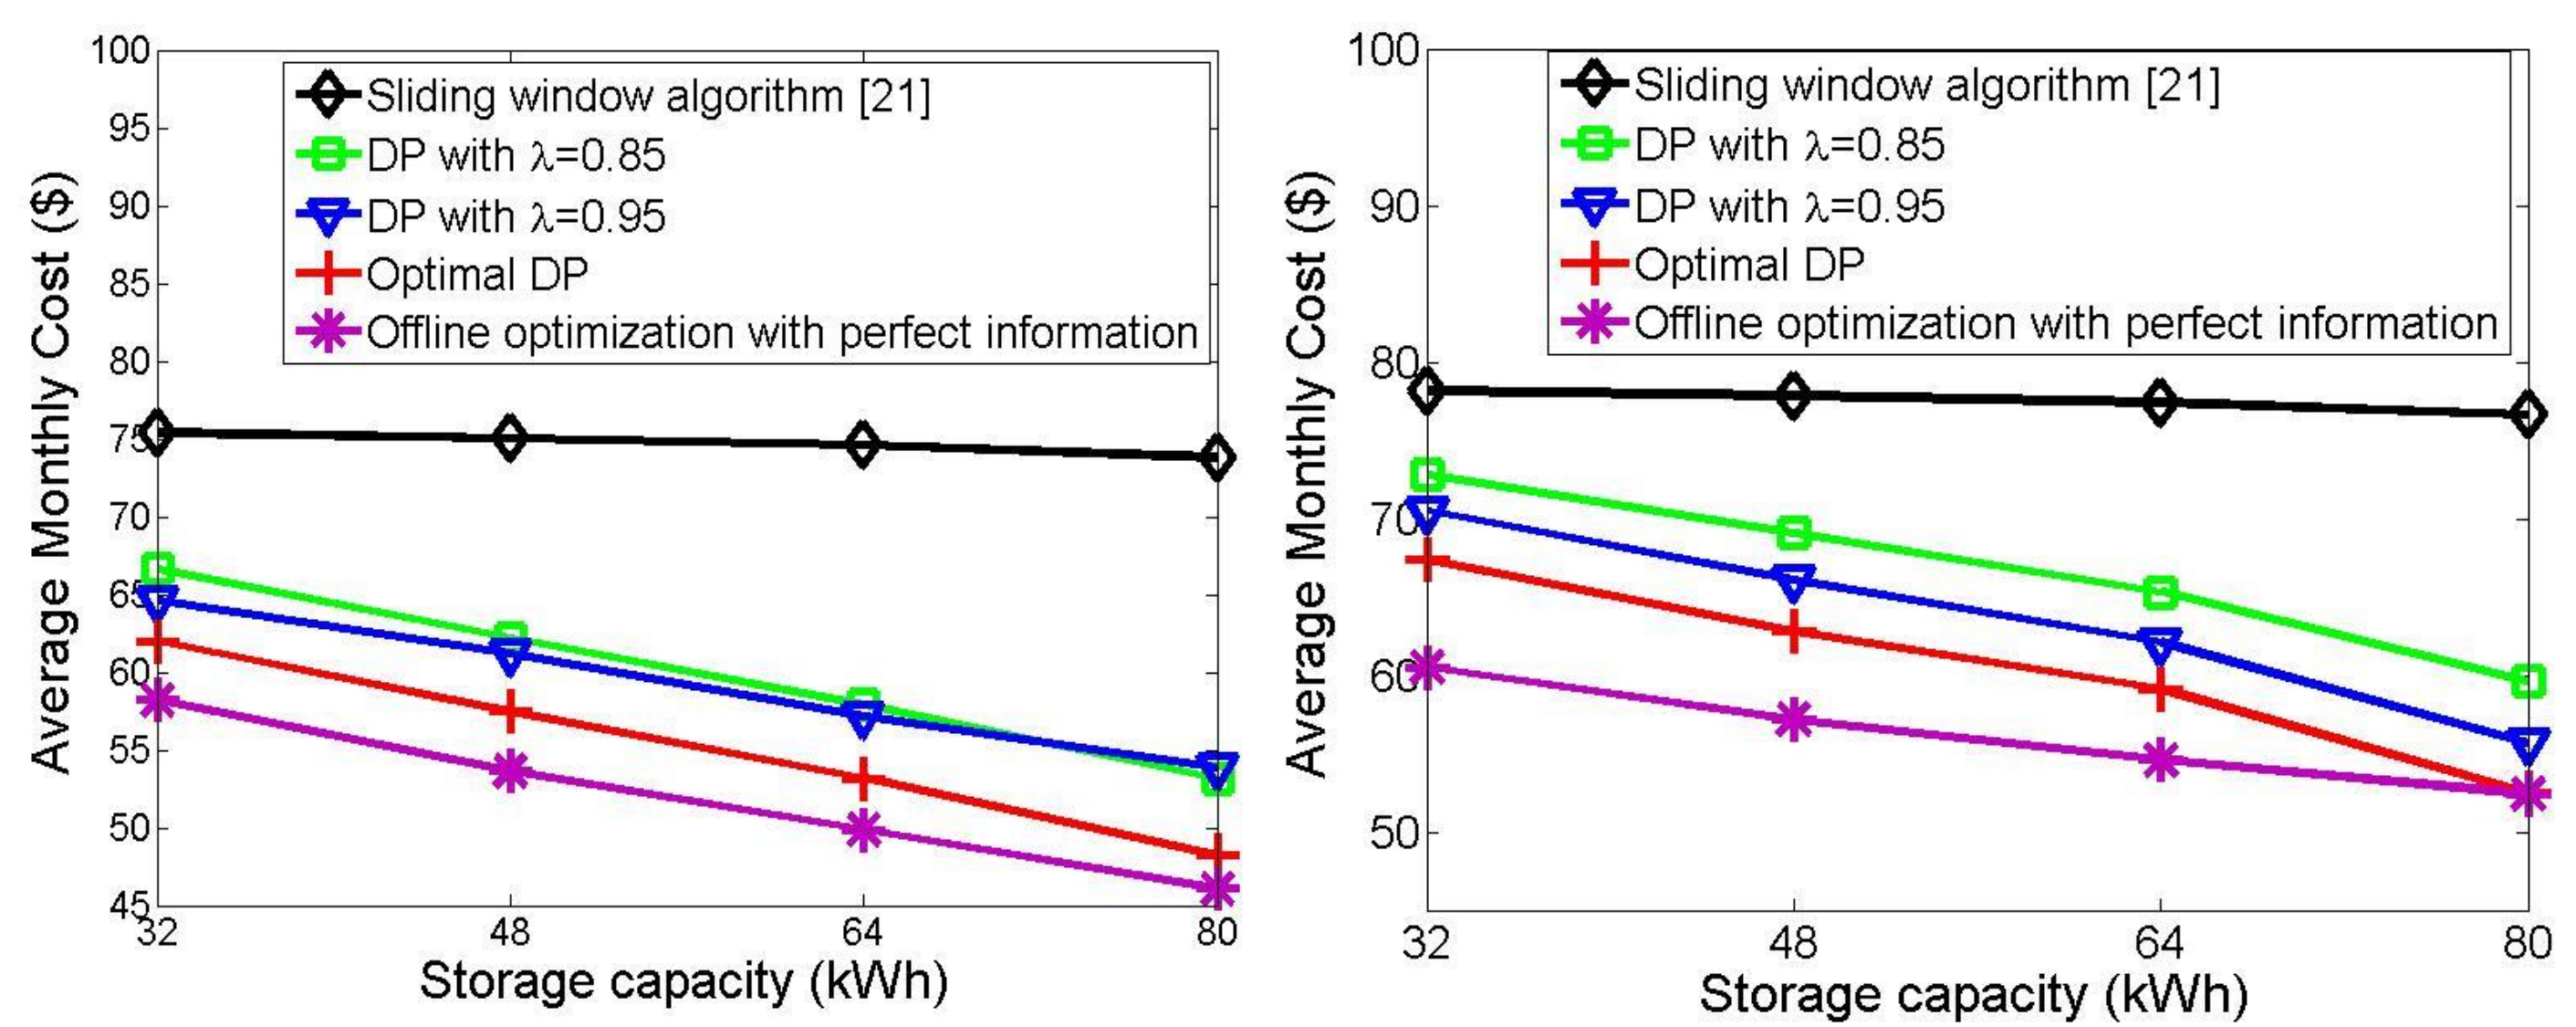 Average Monthly Cost ($)
100
95
90
85
80
75
70
65
60
55
50
45
Sliding window algorithm [21]
DP with λ=0.85
DP with λ=0.95
Optimal DP
Offline optimization with perfect information
32 48 64 80
Storage capacity (kWh)
Average Monthly Cost ($)
100
90
80
70
60
50
Sliding window algorithm [21]
DP with λ=0.85
DP with λ=0.95
Optimal DP
Offline optimization with perfect information
32 48 64 80
Storage capacity (kWh)